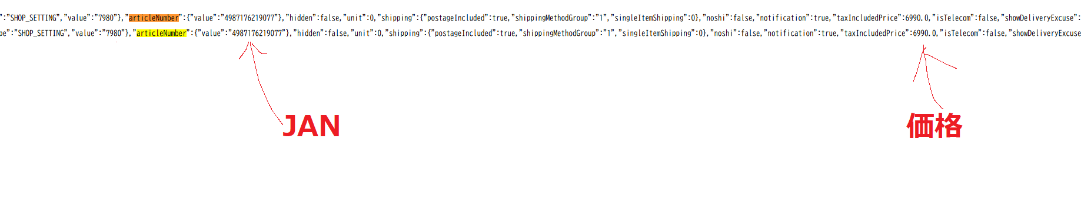 :"SHOP_SETTING","value":"7980"},"articleNumber":{"value":"4987176219077"},"hidden":false,"unit":0,"shipping":{"postageIncluded":true,"shippingMethodGroup":"1","singleItemShipping":0},"noshi":false,"notification":true,"taxIncludedPrice":6990.0,"isTelecom":false,"showDeliveryExcuse
pe":"SHOP_SETTING","value":"7980"},"articleNumber":{"value":"4987176219077"},"hidden":false,"unit":0,"shipping":{"postageIncluded":true,"shippingMethodGroup":"1","singleItemShipping":0},"noshi":false,"notification":true,"taxIncludedPrice":6990.0,"isTelecom":false,"showDeliveryExcuse
JAN
価格